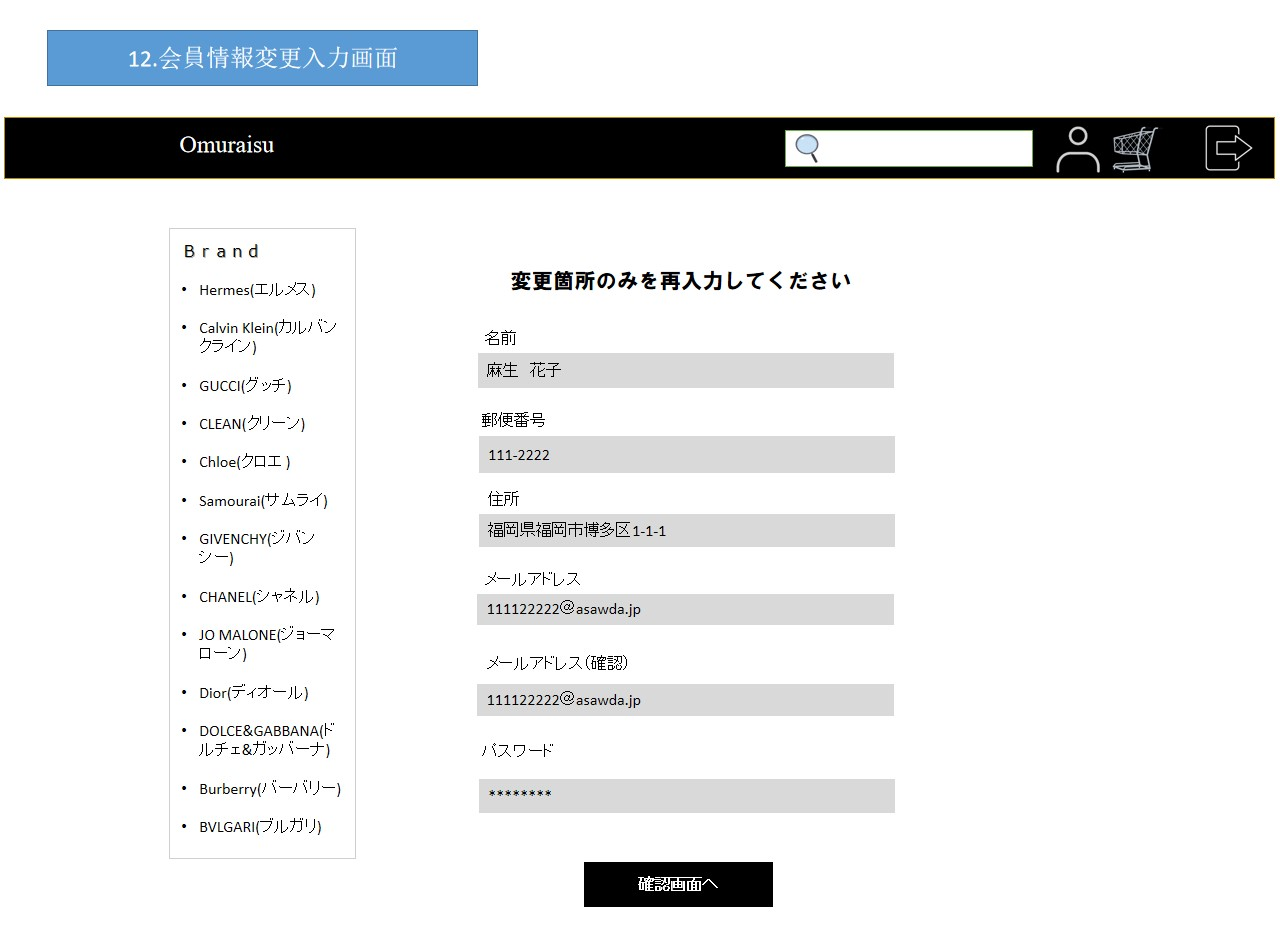 12.会員情報変更入力画面
Omuraisu
Brand
• Hermes(エルメス)
• Calvin Klein(カルバン
クライン)
• GUCCI(グッチ)
• CLEAN(クリーン)
• Chloe(クロエ )
• Samourai(サムライ)
• GIVENCHY(ジバン
シー)
• CHANEL(シャネル)
• JO MALONE(ジョーマ
ローン)
• Dior(ディオール)
• DOLCE&GABBANA(ド
ルチェ&ガッバーナ)
• Burberry(バーバリー)
• BVLGARI(ブルガリ)
変更箇所のみを再入力してください
名前
麻生　花子
郵便番号
111-2222
住所
福岡県福岡市博多区1-1-1
メールアドレス
111122222@asawda.jp
メールアドレス(確認)
111122222@asawda.jp
パスワード
********
確認画面へ